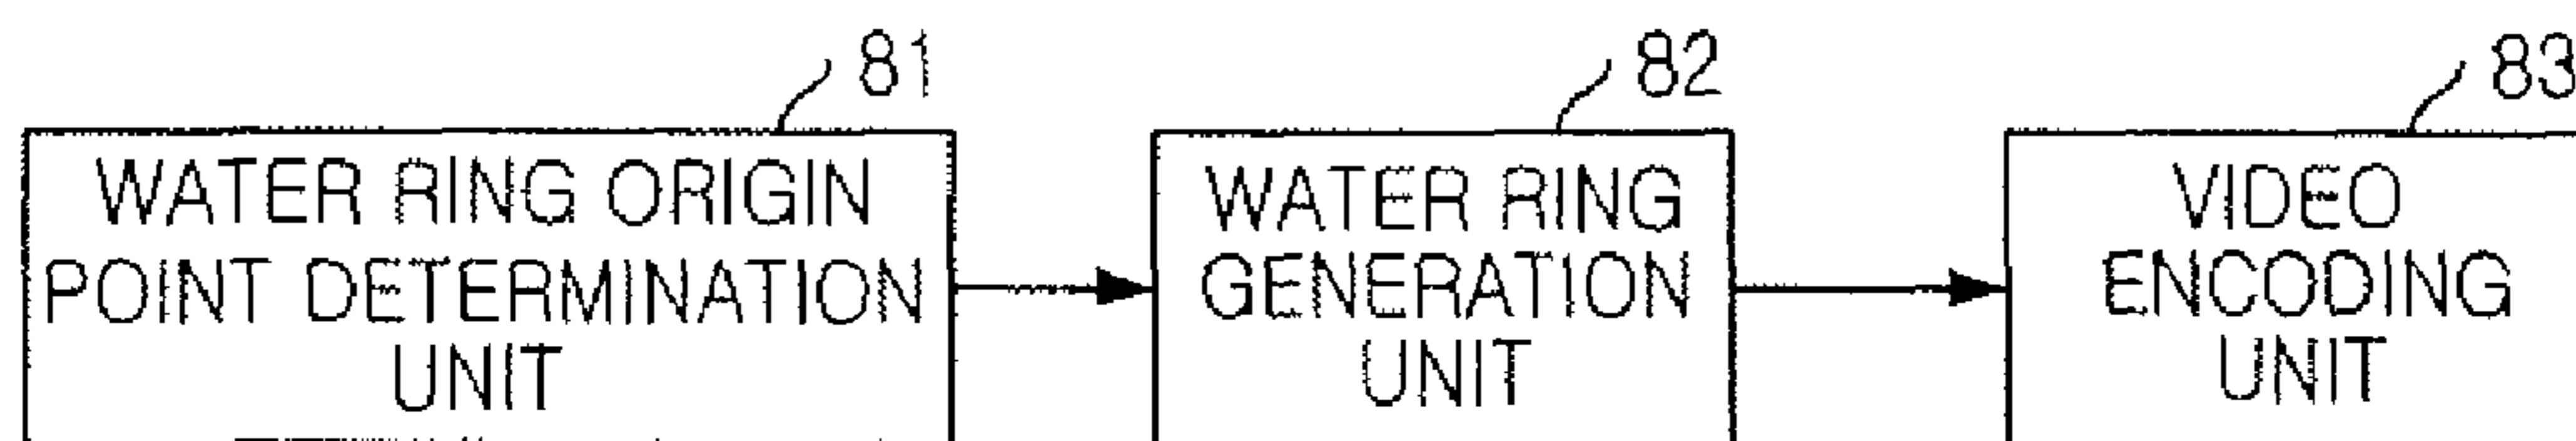 81
82
83
WATER RING ORIGIN
POINT DETERMINATION
UNIT
WATER RING
GENERATION
UNIT
VIDEO
ENCODING
UNIT